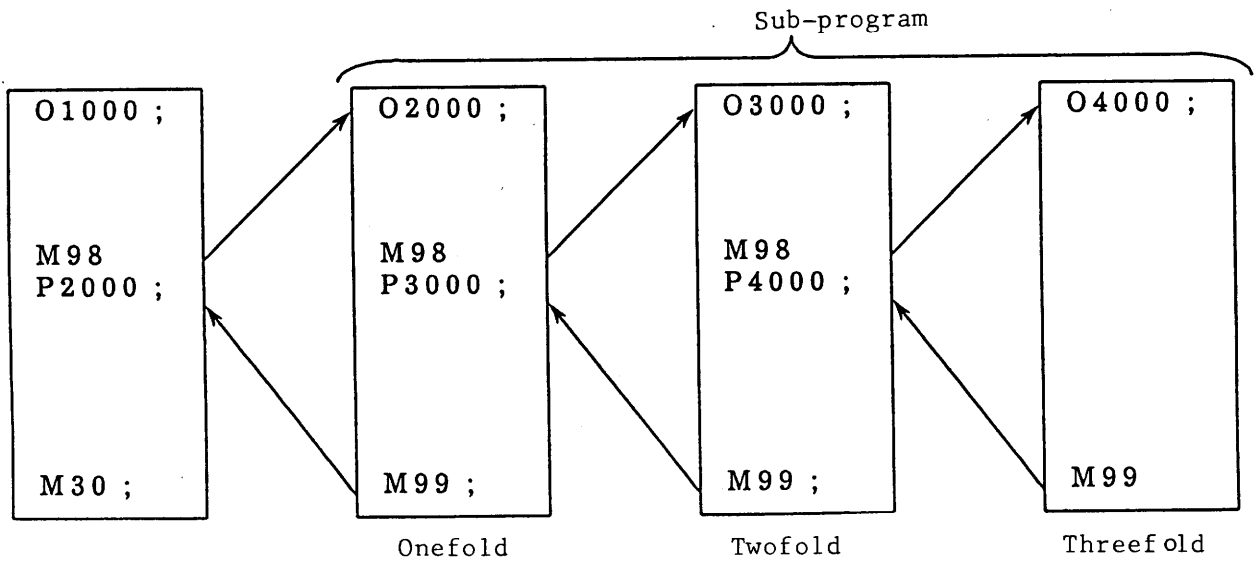 Sub-program
O1000 ;
M98
P2000 ;
M30 ;
O2000 ;
M98
P3000 ;
M99 ;
Onefold
O3000 ;
M98
P4000 ;
M99 ;
Twofold
O4000 ;
M99
Threefold